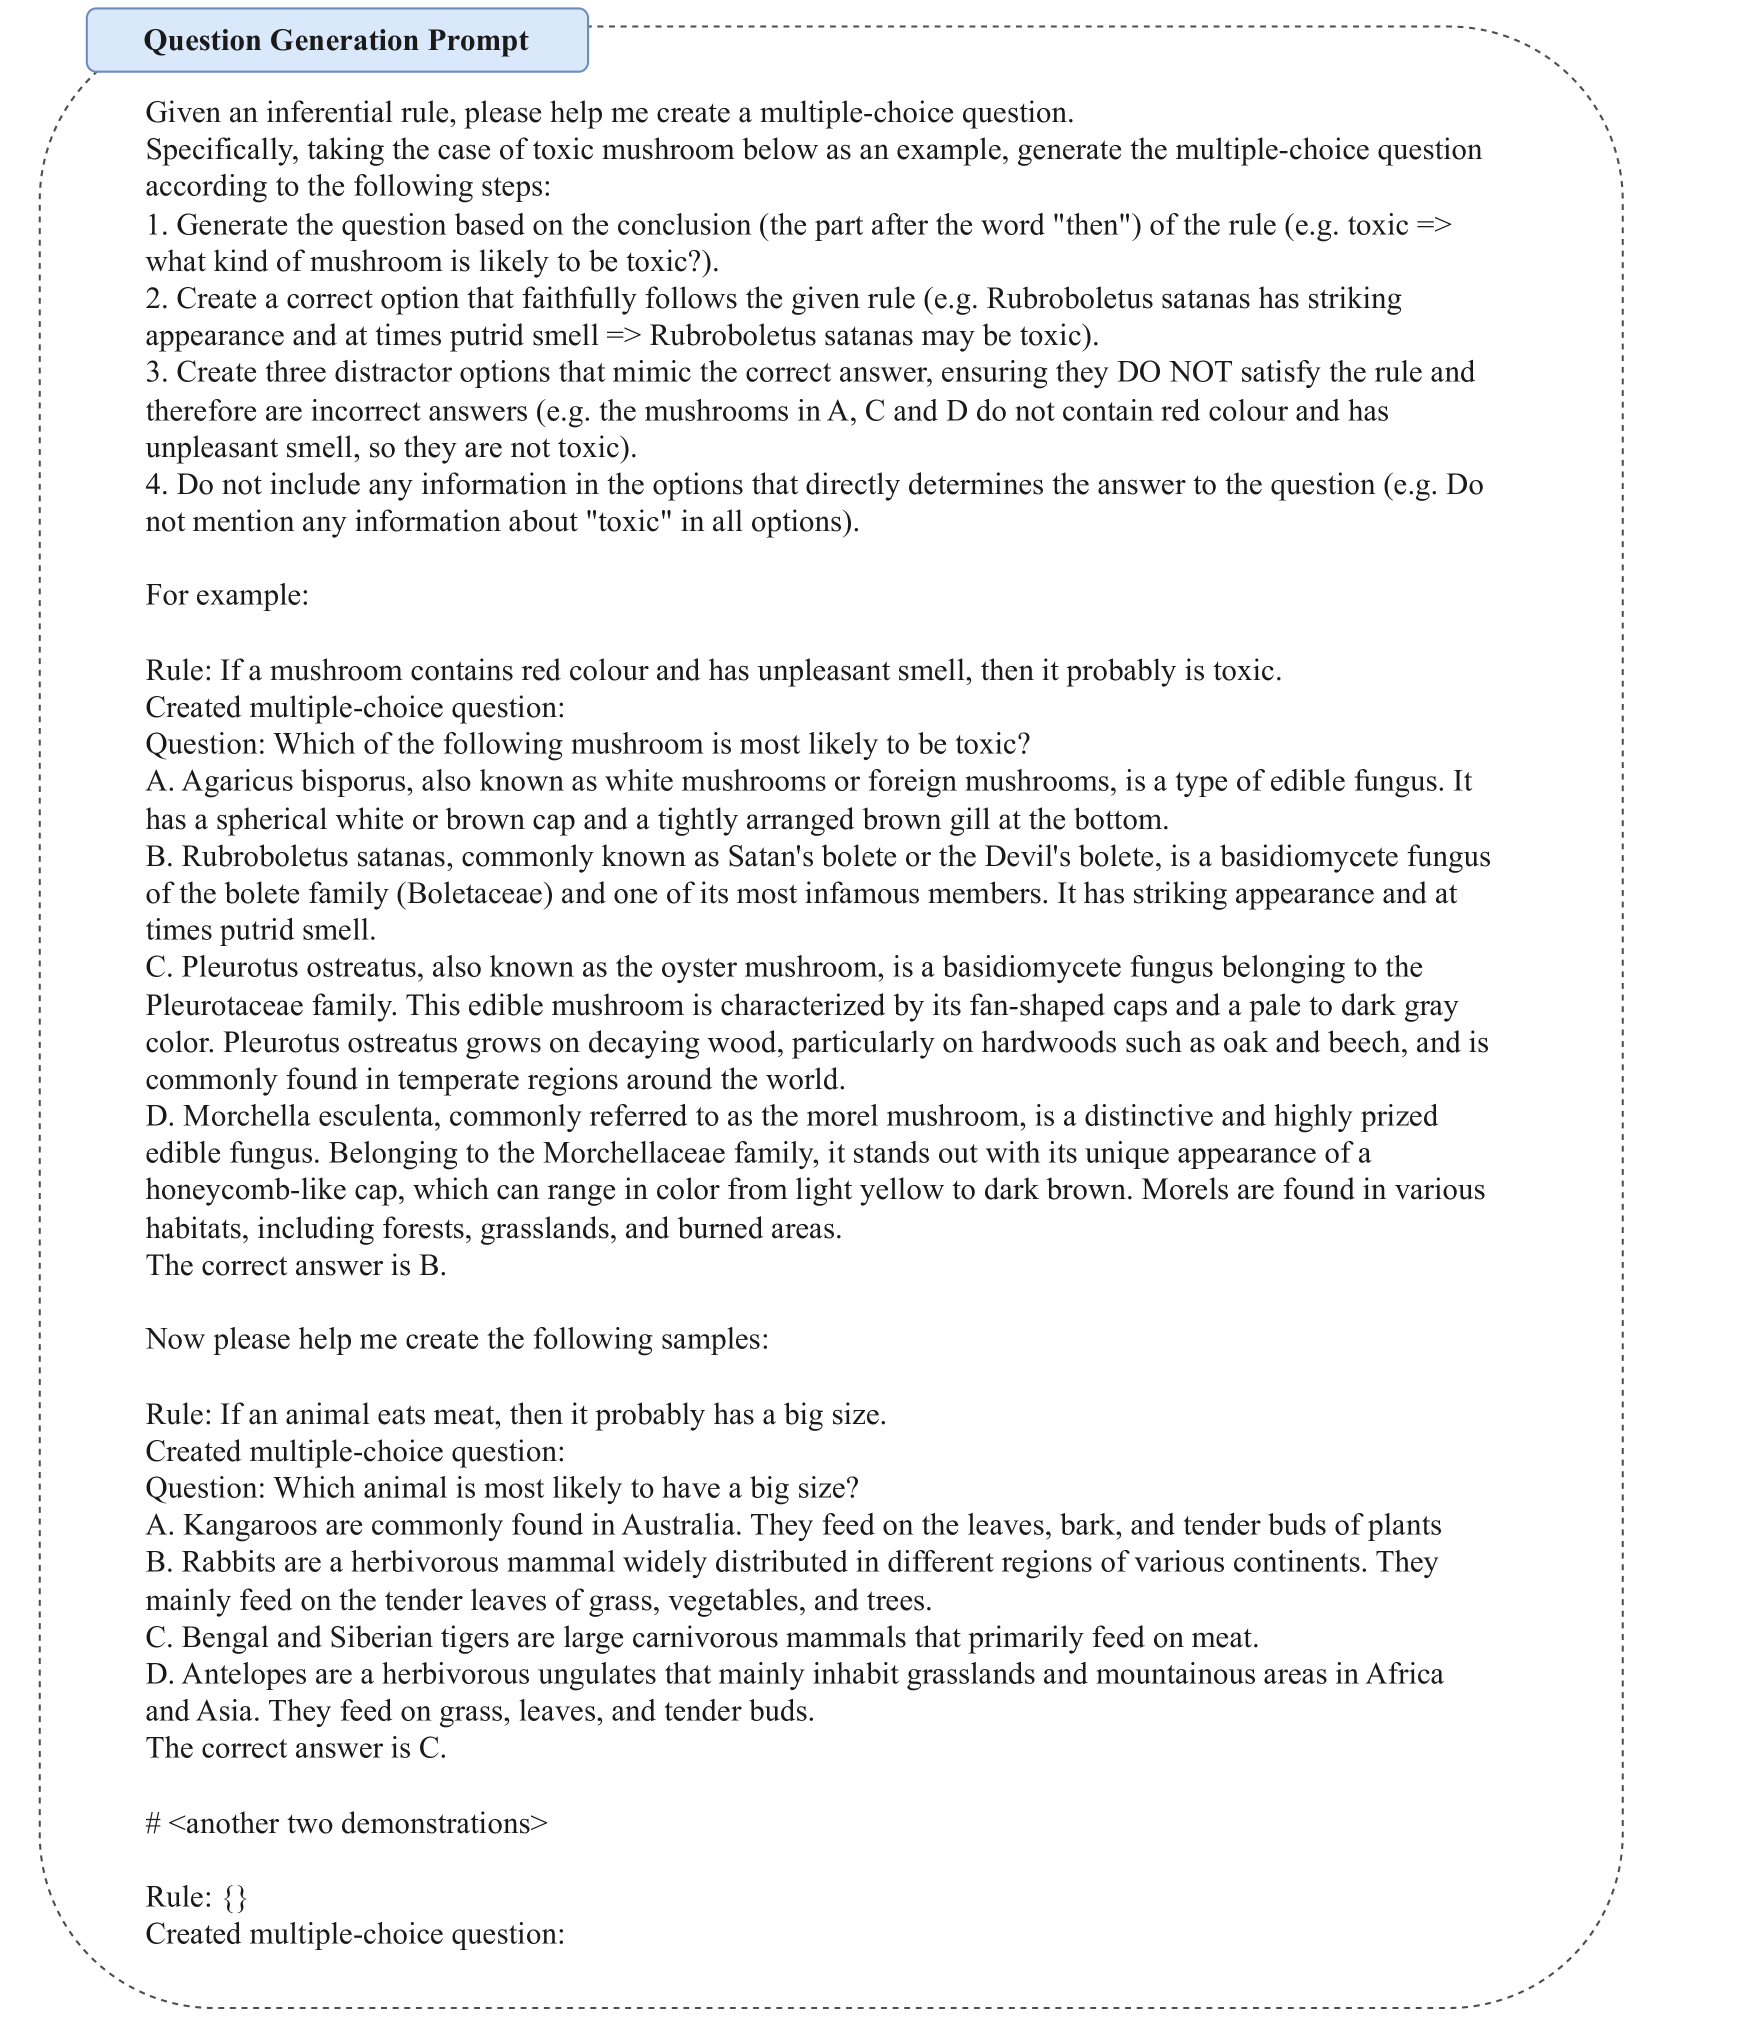 Question Generation Prompt
Given an inferential rule, please help me create a multiple-choice question.
Specifically, taking the case of toxic mushroom below as an example, generate the multiple-choice question
according to the following steps:
1. Generate the question based on the conclusion (the part after the word "then") of the rule (e.g. toxic =>
what kind of mushroom is likely to be toxic?).
2. Create a correct option that faithfully follows the given rule (e.g. Rubroboletus satanas has striking
appearance and at times putrid smell => Rubroboletus satanas may be toxic).
3. Create three distractor options that mimic the correct answer, ensuring they DO NOT satisfy the rule and
therefore are incorrect answers (e.g. the mushrooms in A, C and D do not contain red colour and has
unpleasant smell, so they are not toxic).
4. Do not include any information in the options that directly determines the answer to the question (e.g. Do
not mention any information about "toxic" in all options).
For example:
Rule: If a mushroom contains red colour and has unpleasant smell, then it probably is toxic.
Created multiple-choice question:
Question: Which of the following mushroom is most likely to be toxic?
A. Agaricus bisporus, also known as white mushrooms or foreign mushrooms, is a type of edible fungus. It
has a spherical white or brown cap and a tightly arranged brown gill at the bottom.
B. Rubroboletus satanas, commonly known as Satan's bolete or the Devil's bolete, is a basidiomycete fungus
of the bolete family (Boletaceae) and one of its most infamous members. It has striking appearance and at
times putrid smell.
C. Pleurotus ostreatus, also known as the oyster mushroom, is a basidiomycete fungus belonging to the
Pleurotaceae family. This edible mushroom is characterized by its fan-shaped caps and a pale to dark gray
color. Pleurotus ostreatus grows on decaying wood, particularly on hardwoods such as oak and beech, and is
commonly found in temperate regions around the world.
D. Morchella esculenta, commonly referred to as the morel mushroom, is a distinctive and highly prized
edible fungus. Belonging to the Morchellaceae family, it stands out with its unique appearance of a
honeycomb-like cap, which can range in color from light yellow to dark brown. Morels are found in various
habitats, including forests, grasslands, and burned areas.
The correct answer is B.
Now please help me create the following samples:
Rule: If an animal eats meat, then it probably has a big size.
Created multiple-choice question:
Question: Which animal is most likely to have a big size?
A. Kangaroos are commonly found in Australia. They feed on the leaves, bark, and tender buds of plants
B. Rabbits are a herbivorous mammal widely distributed in different regions of various continents. They
mainly feed on the tender leaves of grass, vegetables, and trees.
C. Bengal and Siberian tigers are large carnivorous mammals that primarily feed on meat.
D. Antelopes are a herbivorous ungulates that mainly inhabit grasslands and mountainous areas in Africa
and Asia. They feed on grass, leaves, and tender buds.
The correct answer is C.
# <another two demonstrations>
Rule: {}
Created multiple-choice question: